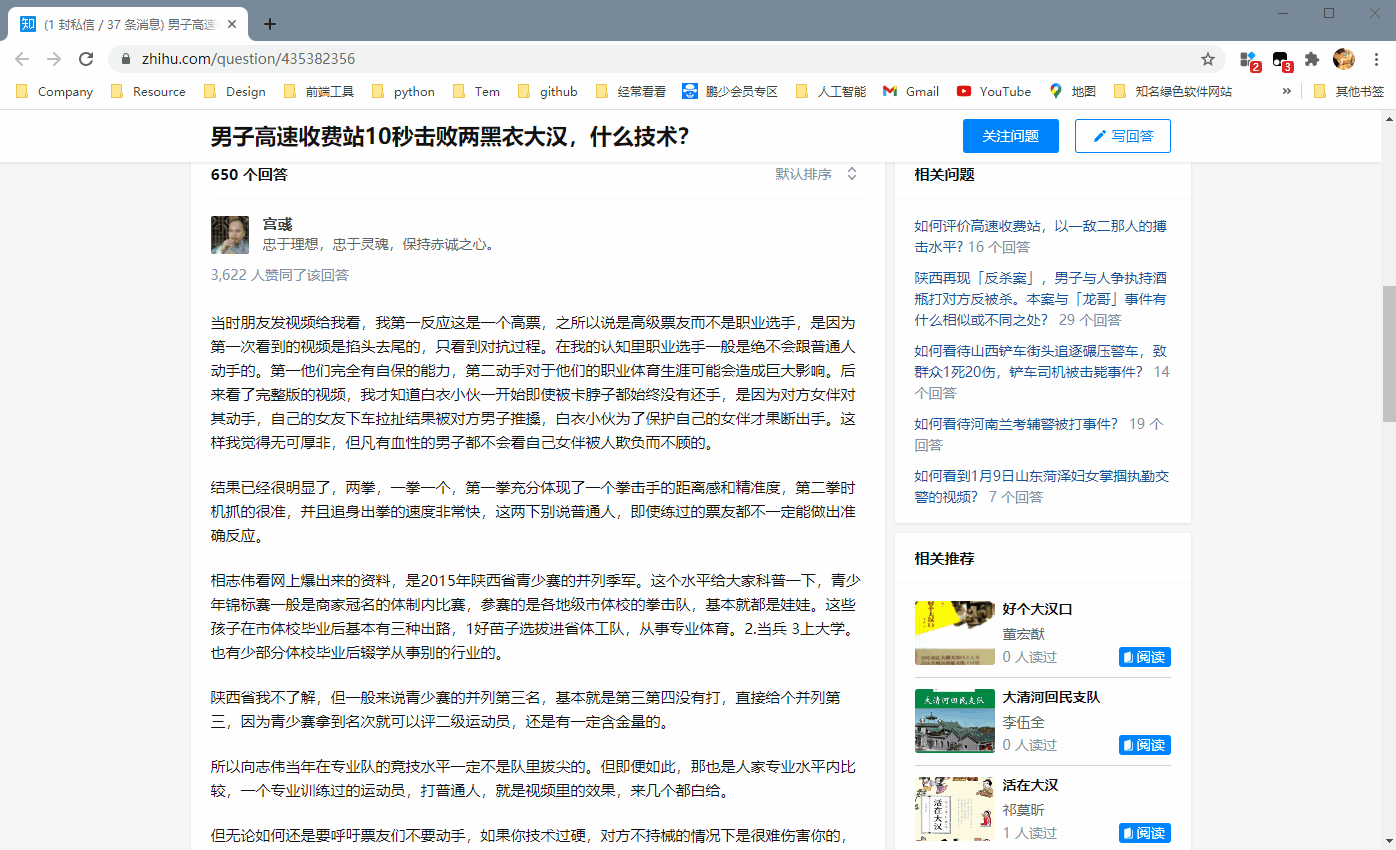 (1 封私信 / 37 条消息) 男子高速
zhihu.com/question/435382356
2
3
Company
Resource
Design
前端工具
python
Tem
github
经常看看
鹏少会员专区
人工智能
Gmail
YouTube
地图
知名绿色软件网站
»
其他书签
男子高速收费站10秒击败两黑衣大汉，什么技术？
关注问题
写回答
650 个回答
默认排序
宫彧
忠于理想，忠于灵魂，保持赤诚之心。
3,622 人赞同了该回答
当时朋友发视频给我看，我第一反应这是一个高票，之所以说是高级票友而不是职业选手，是因为
第一次看到的视频是掐头去尾的，只看到对抗过程。在我的认知里职业选手一般是绝不会跟普通人
动手的。第一他们完全有自保的能力，第二动手对于他们的职业体育生涯可能会造成巨大影响。后
来看了完整版的视频，我才知道白衣小伙一开始即使被卡脖子都始终没有还手，是因为对方女伴对
其动手，自己的女友下车拉扯结果被对方男子推搡，白衣小伙为了保护自己的女伴才果断出手。这
样我觉得无可厚非，但凡有血性的男子都不会看自己女伴被人欺负而不顾的。
结果已经很明显了，两拳，一拳一个，第一拳充分体现了一个拳击手的距离感和精准度，第二拳时
机抓的很准，并且追身出拳的速度非常快，这两下别说普通人，即使练过的票友都不一定能做出准
确反应。
相志伟看网上爆出来的资料，是2015年陕西省青少赛的并列季军。这个水平给大家科普一下，青少
年锦标赛一般是商家冠名的体制内比赛，参赛的是各地级市体校的拳击队，基本就都是娃娃。这些
孩子在市体校毕业后基本有三种出路，1好苗子选拔进省体工队，从事专业体育。2.当兵 3上大学。
也有少部分体校毕业后辍学从事别的行业的。
陕西省我不了解，但一般来说青少赛的并列第三名，基本就是第三第四没有打，直接给个并列第
三，因为青少赛拿到名次就可以评二级运动员，还是有一定含金量的。
所以向志伟当年在专业队的竞技水平一定不是队里拔尖的。但即便如此，那也是人家专业水平内比
较，一个专业训练过的运动员，打普通人，就是视频里的效果，来几个都白给。
但无论如何还是要呼吁票友们不要动手，如果你技术过硬，对方不持械的情况下是很难伤害你的，
相关问题
如何评价高速收费站，以一敌二那人的搏
击水平？16 个回答
陕西再现「反杀案」，男子与人争执持酒
瓶打对方反被杀。本案与「龙哥」事件有
什么相似或不同之处？ 29 个回答
如何看待山西铲车街头追逐碾压警车，致
群众1死20伤，铲车司机被击毙事件？ 14
个回答
如何看待河南兰考辅警被打事件？ 19 个
回答
如何看到1月9日山东菏泽妇女掌掴执勤交
警的视频？ 7 个回答
相关推荐
好个大汉口
董宏猷
0 人读过
阅读
大清河回民支队
大清河回民支队
李伍全
0 人读过
阅读
活在大汉
活在大汉
祁莫昕
1 人读过
阅读